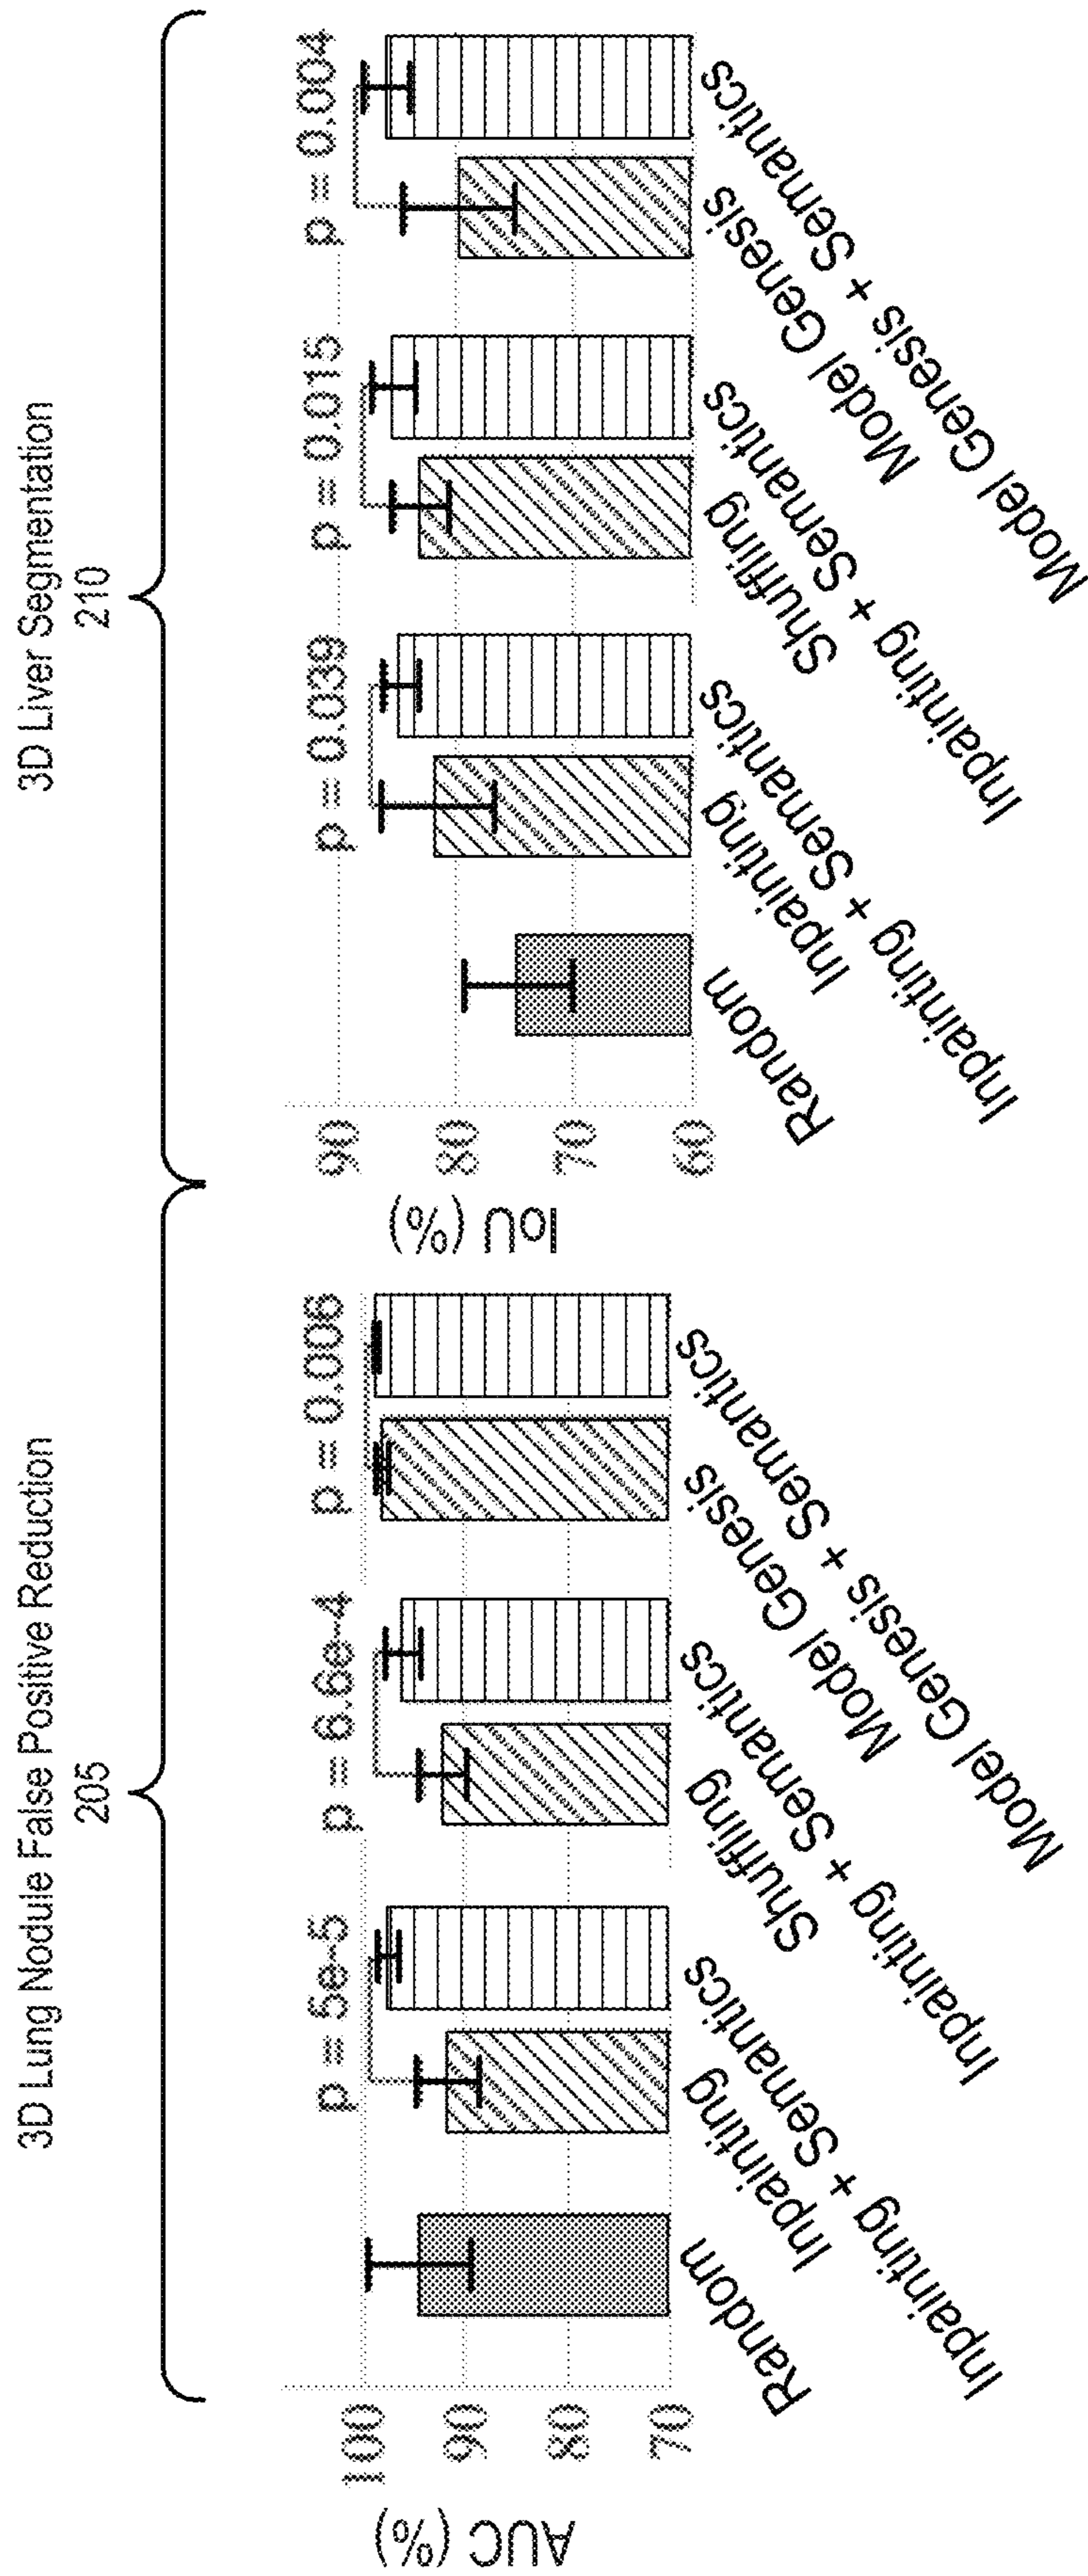 3D Lung Nodule False Positive Reduction
205
p = 5e-5
p = 6.6e-4
p = 0.006
AUC (%)
100
90
80
70
Random
Inpainting
Inpainting + Semantics
Shuffling
Inpainting + Semantics
Model Genesis
Model Genesis + Semantics
3D Liver Segmentation
210
p = 0.039
p = 0.015
p = 0.004
IoU (%)
90
80
70
60
Random
Inpainting
Inpainting + Semantics
Shuffling
Inpainting + Semantics
Model Genesis
Model Genesis + Semantics